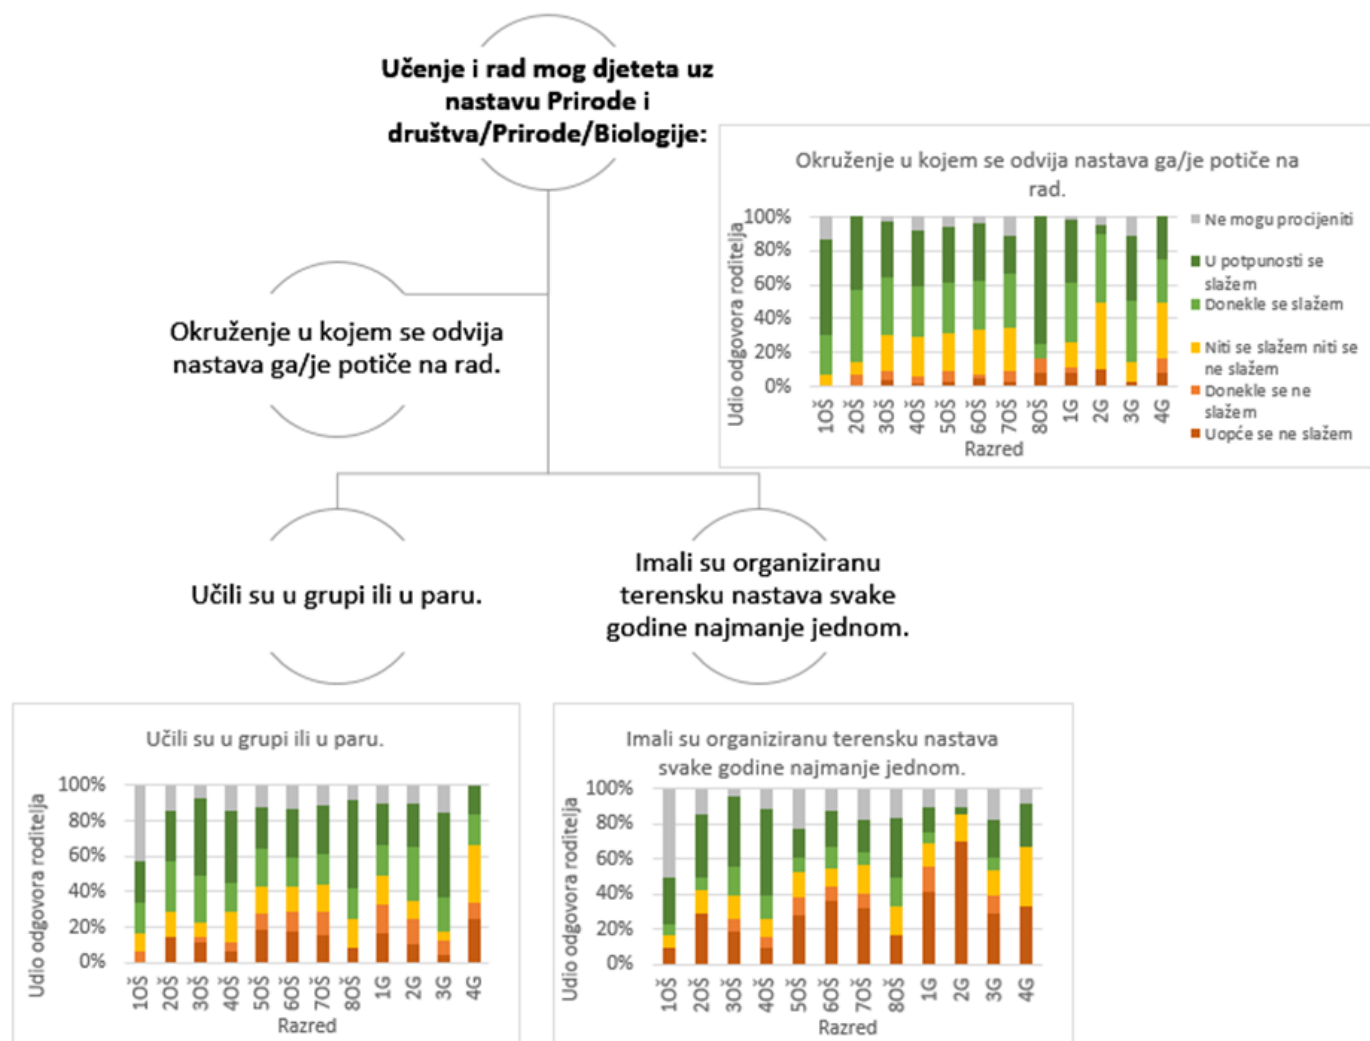 Učenje i rad mog djeteta uz
nastavu Prirode i
društva/Prirode/Biologije:
Okruženje u kojem se odvija
nastava ga/je potiče na rad.
Okruženje u kojem se odvija nastava ga/je potiče na
rad.
Udio odgovora roditelja
100%
80%
60%
40%
20%
0%
1OŠ
2OŠ
3OŠ
4OŠ
5OŠ
6OŠ
7OŠ
8OŠ
1G
2G
3G
4G
Razred
Ne mogu procijeniti
U potpunosti se
slažem
Donekle se slažem
Niti se slažem niti se
ne slažem
Donekle se ne
slažem
Uopće se ne slažem
Učili su u grupi ili u paru.
Imali su organiziranu
terensku nastava svake
godine najmanje jednom.
Učili su u grupi ili u paru.
Udio odgovora roditelja
100%
80%
60%
40%
20%
0%
1OŠ
2OŠ
3OŠ
4OŠ
5OŠ
6OŠ
7OŠ
8OŠ
1G
2G
3G
4G
Razred
Imali su organiziranu terensku nastava
svake godine najmanje jednom.
Udio odgovora roditelja
100%
80%
60%
40%
20%
0%
1OŠ
2OŠ
3OŠ
4OŠ
5OŠ
6OŠ
7OŠ
8OŠ
1G
2G
3G
4G
Razred